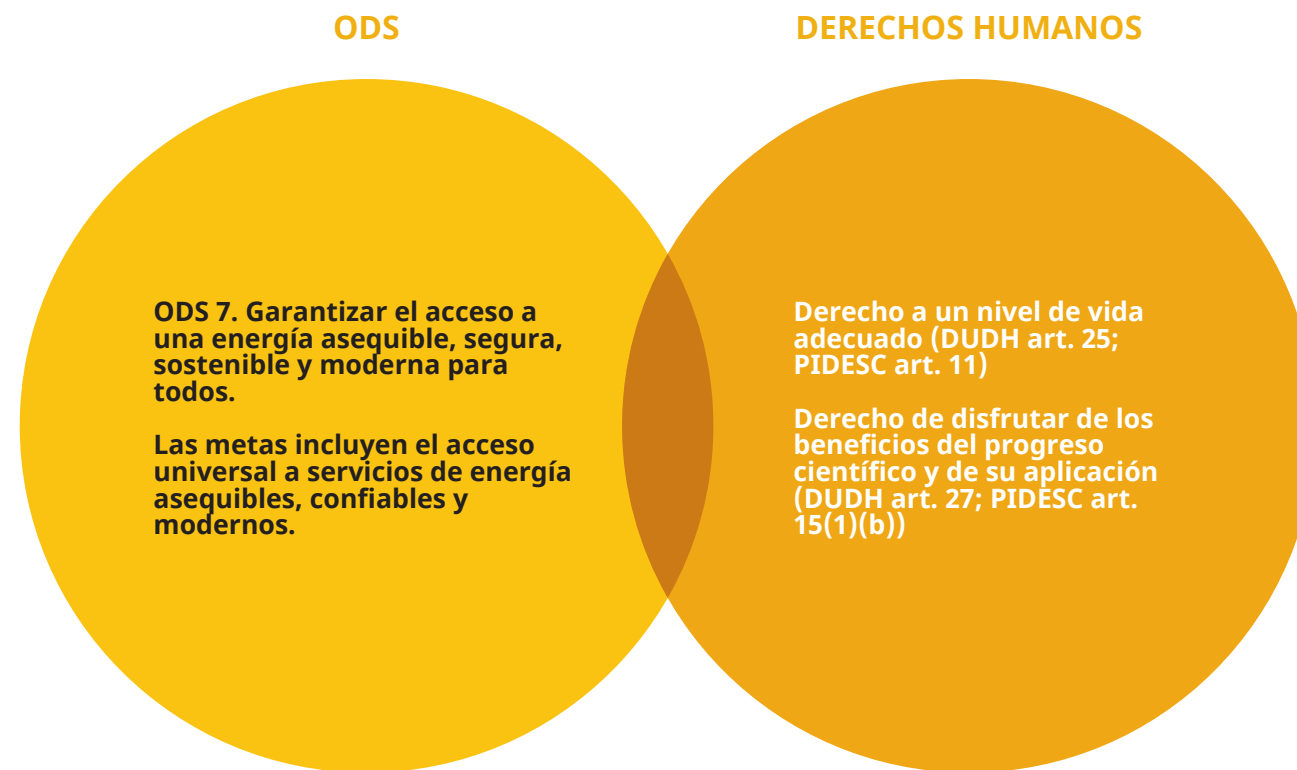 ODS
DERECHOS HUMANOS
ODS 7. Garantizar el acceso a
una energía asequible, segura,
sostenible y moderna para
todos.
Las metas incluyen el acceso
universal a servicios de energía
asequibles, confiables y
modernos.
Derecho a un nivel de vida
adecuado (DUDH art. 25;
PIDESC art. 11)
Derecho de disfrutar de los
beneficios del progreso
científico y de su aplicación
(DUDH art. 27; PIDESC art.
15(1)(b))